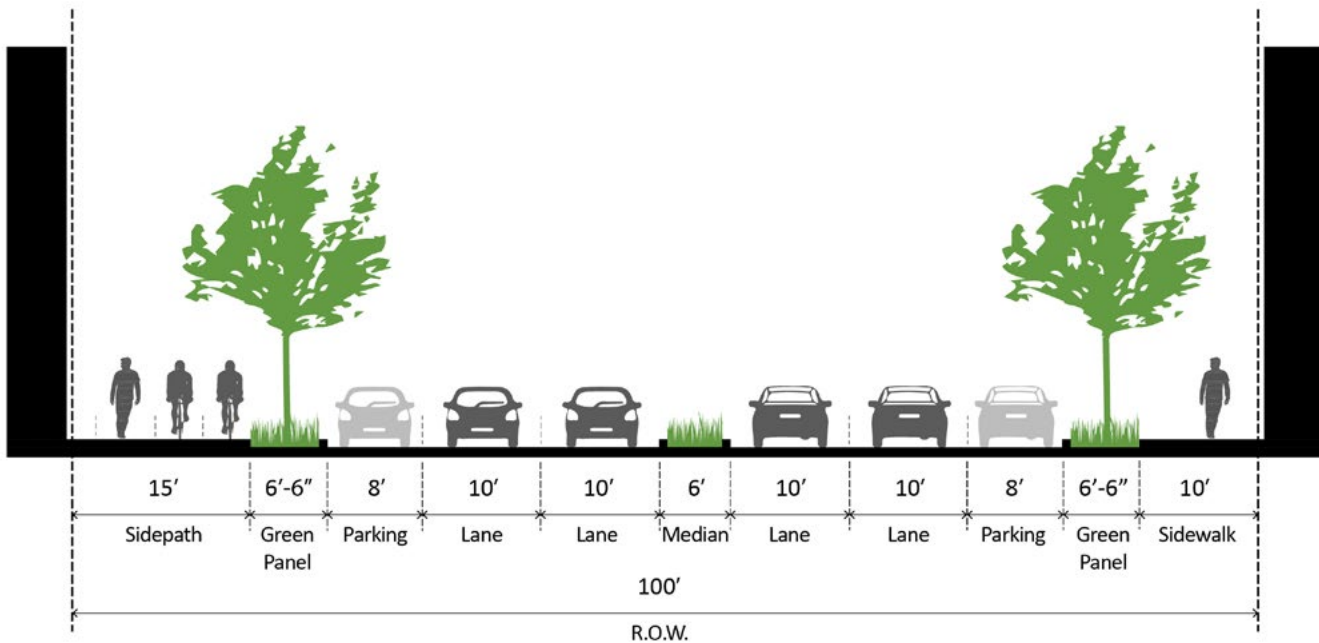 15’ 6’-6” 8’ 10’ 10’ 6’ 10’ 10’ 8’ 6’-6” 10’
Sidepath Green Parking Lane Lane Median Lane Lane Parking Green Sidewalk
Panel Panel
100’
R.O.W.